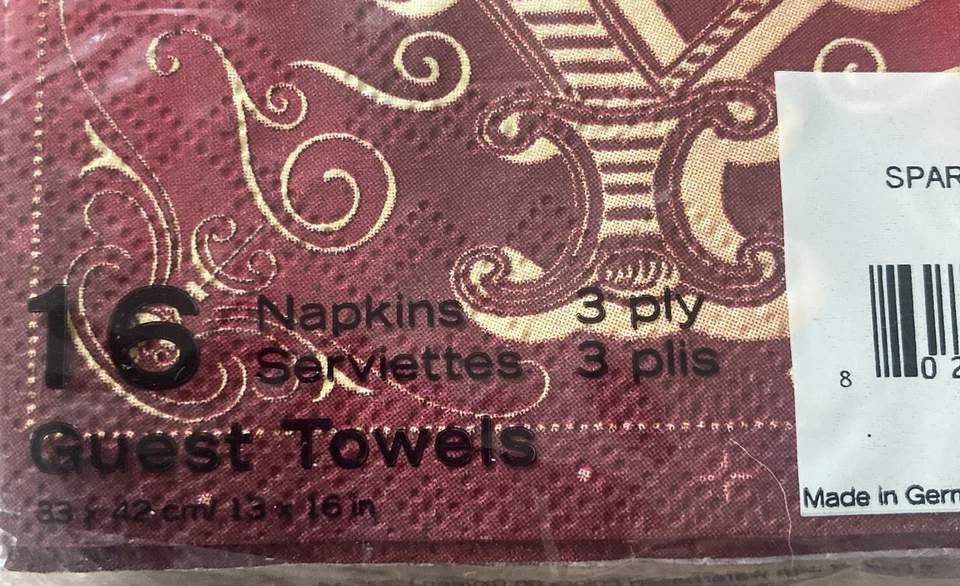 16 Napkins 3 ply
Serviettes 3 plis
Guest Towels
33 x 42 cm/ 13 x 16 in
SPAR
8 0 2
Made in Germ